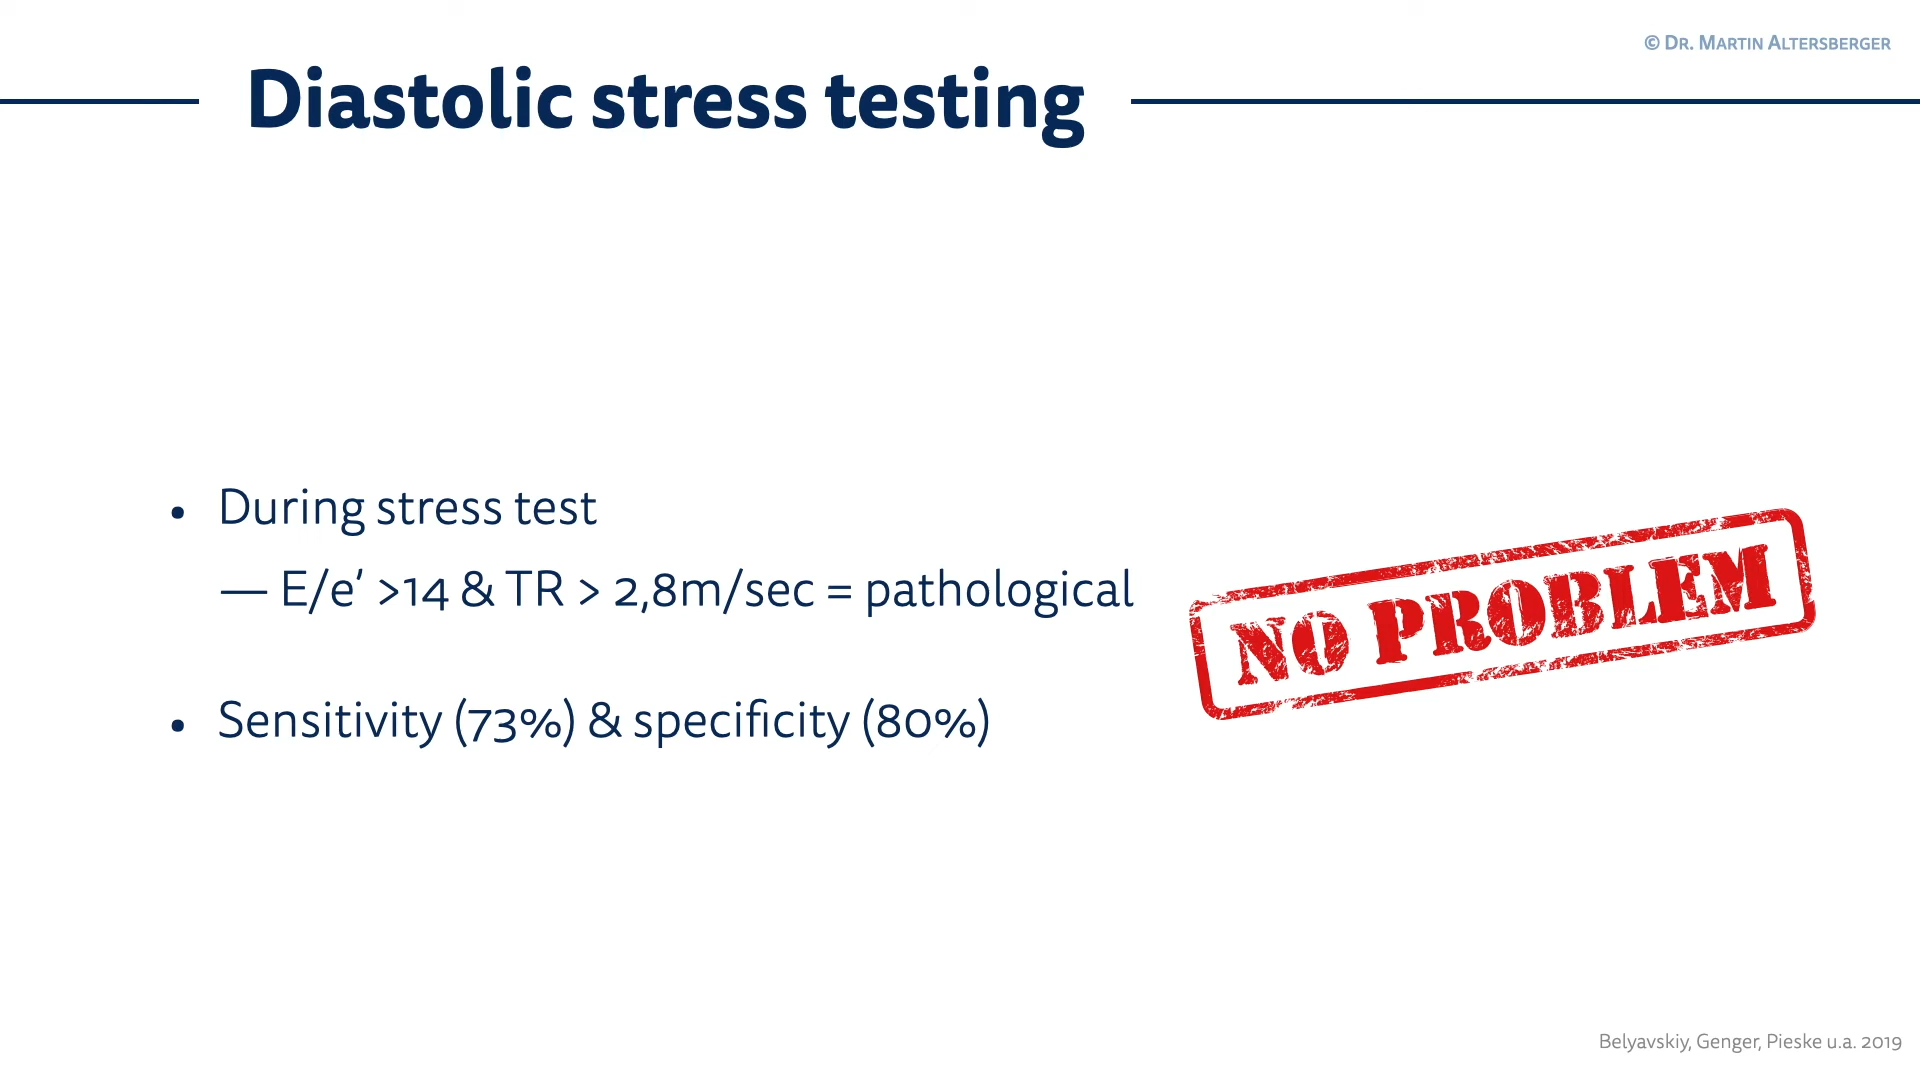 © Dr. Martin Altersberger
Diastolic stress testing
• During stress test
— E/e′ >14 & TR > 2,8m/sec = pathological
NO PROBLEM
• Sensitivity (73%) & specificity (80%)
Belyavskiy, Genger, Pieske u.a. 2019